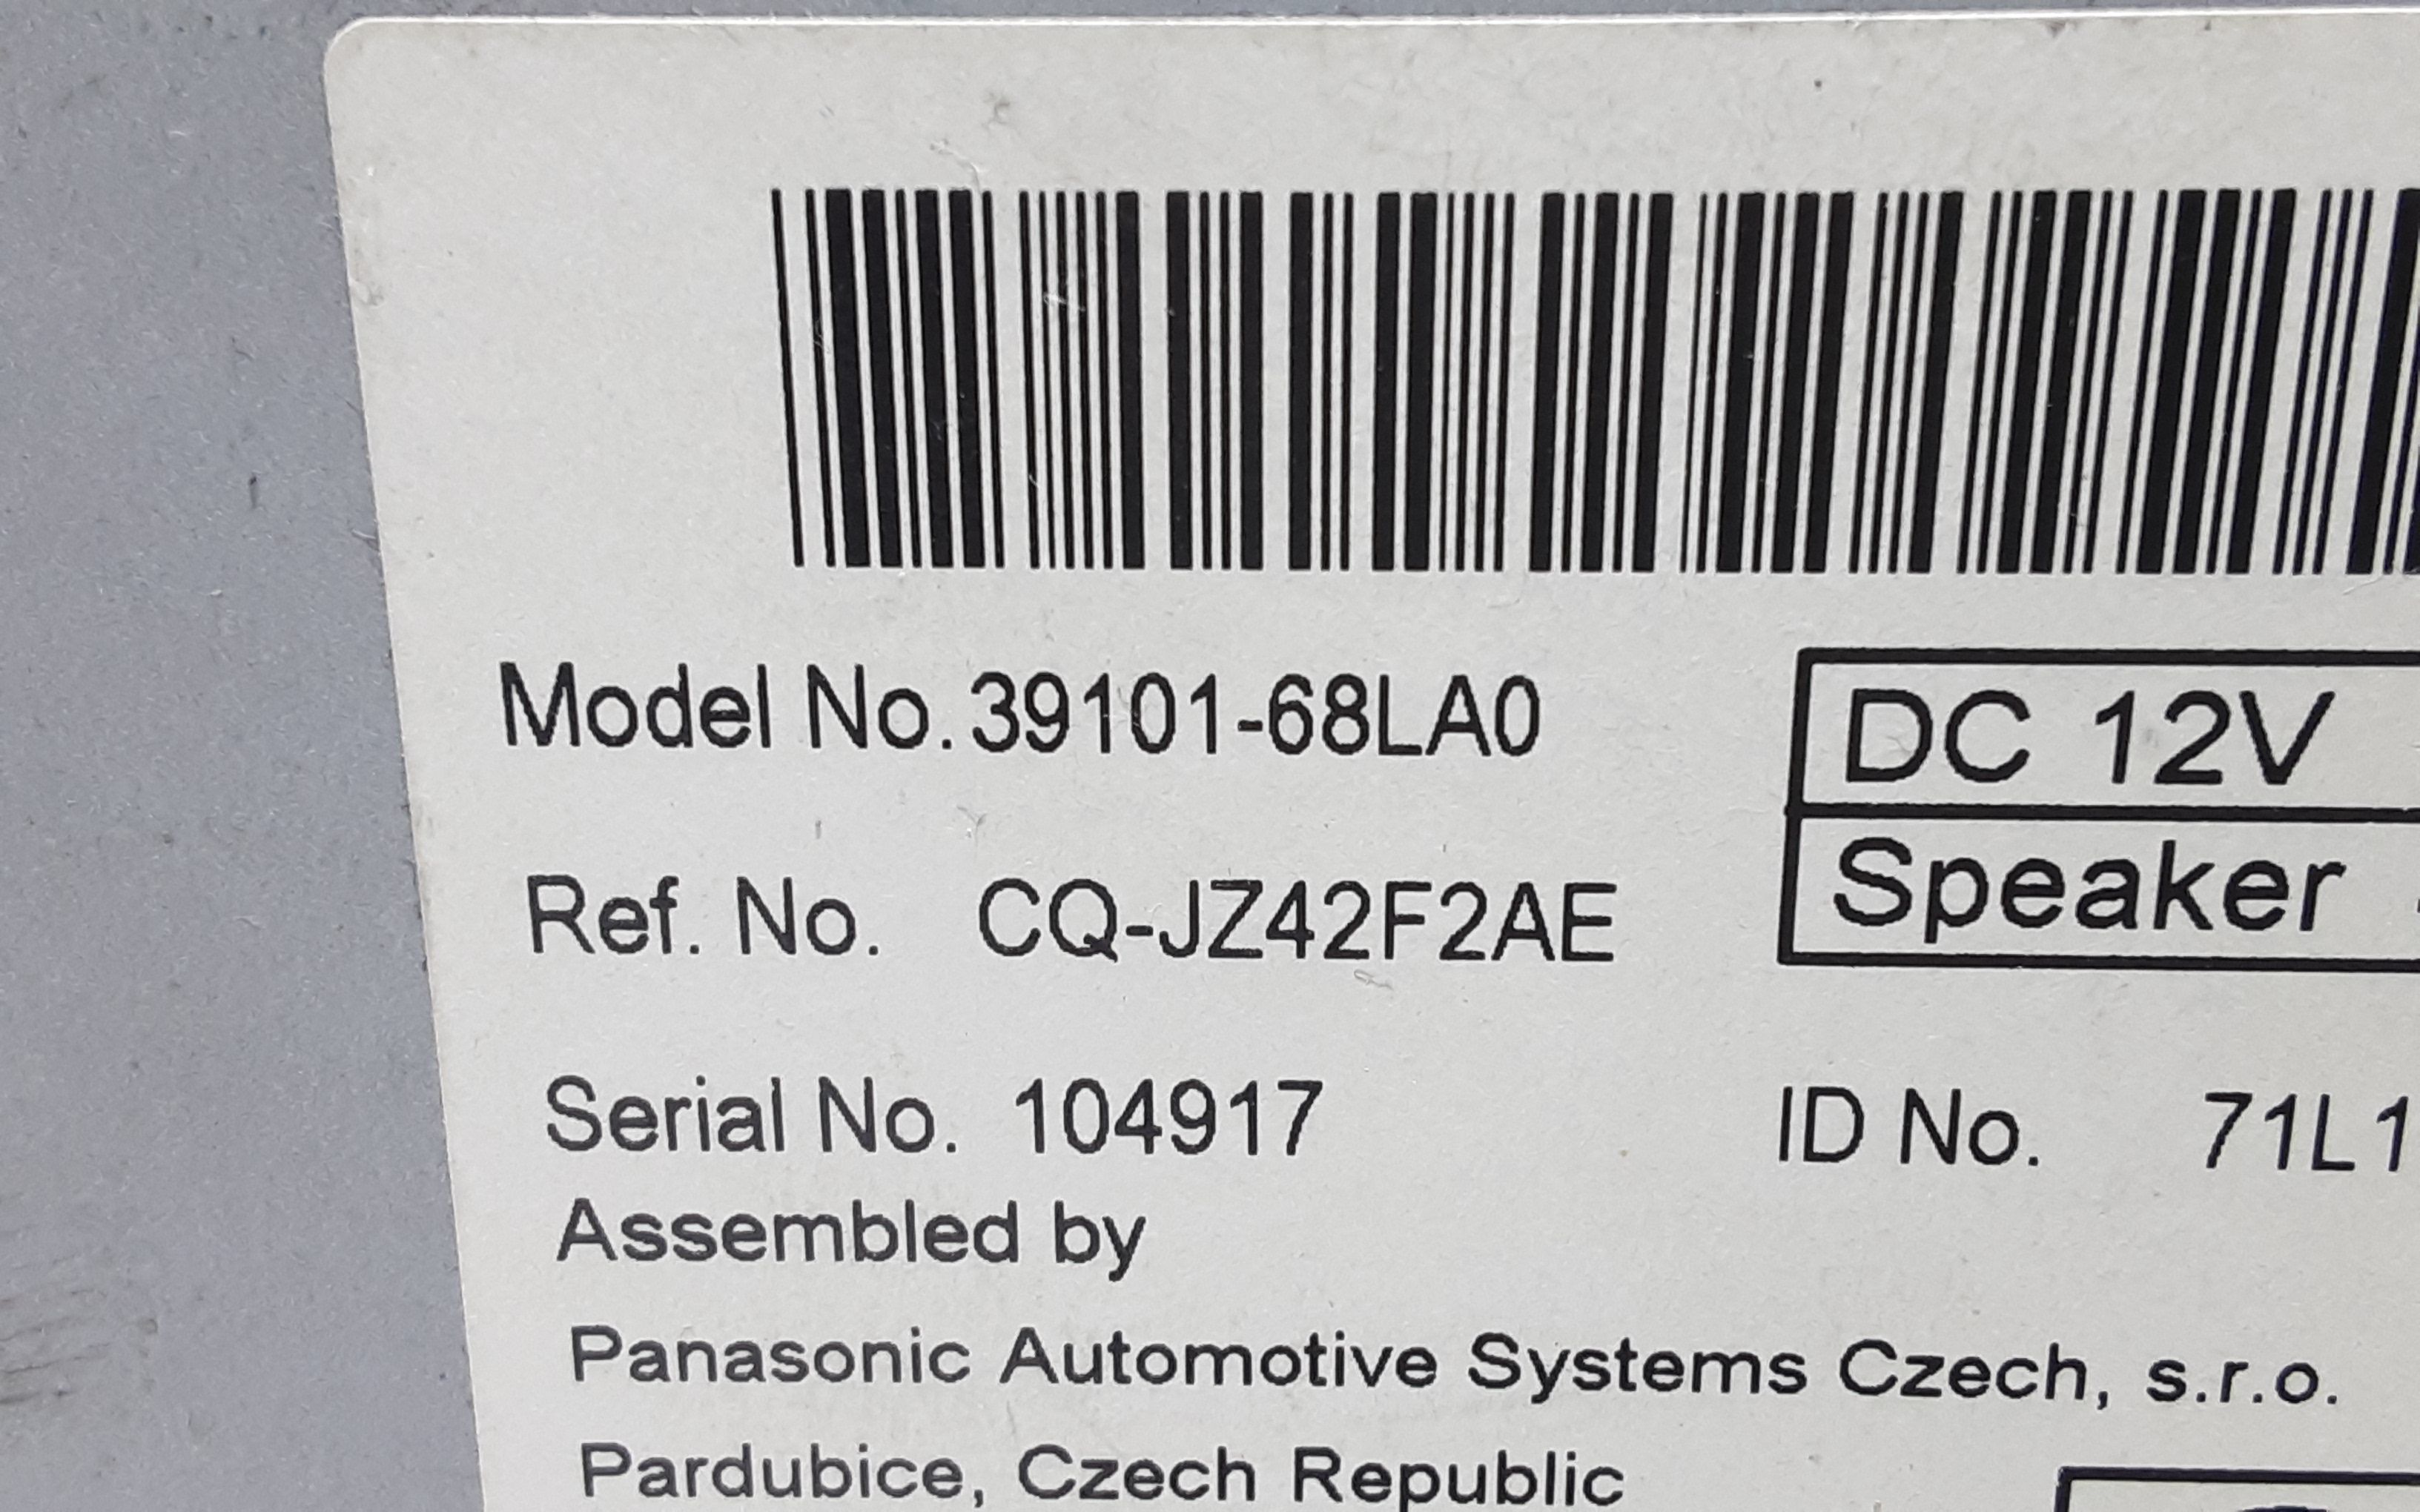 Model No. 39101-68LA0
DC 12V
Speaker
Ref. No. CQ-JZ42F2AE
Serial No. 104917
ID No. 71L1
Assembled by
Panasonic Automotive Systems Czech, s.r.o.
Pardubice, Czech Republic